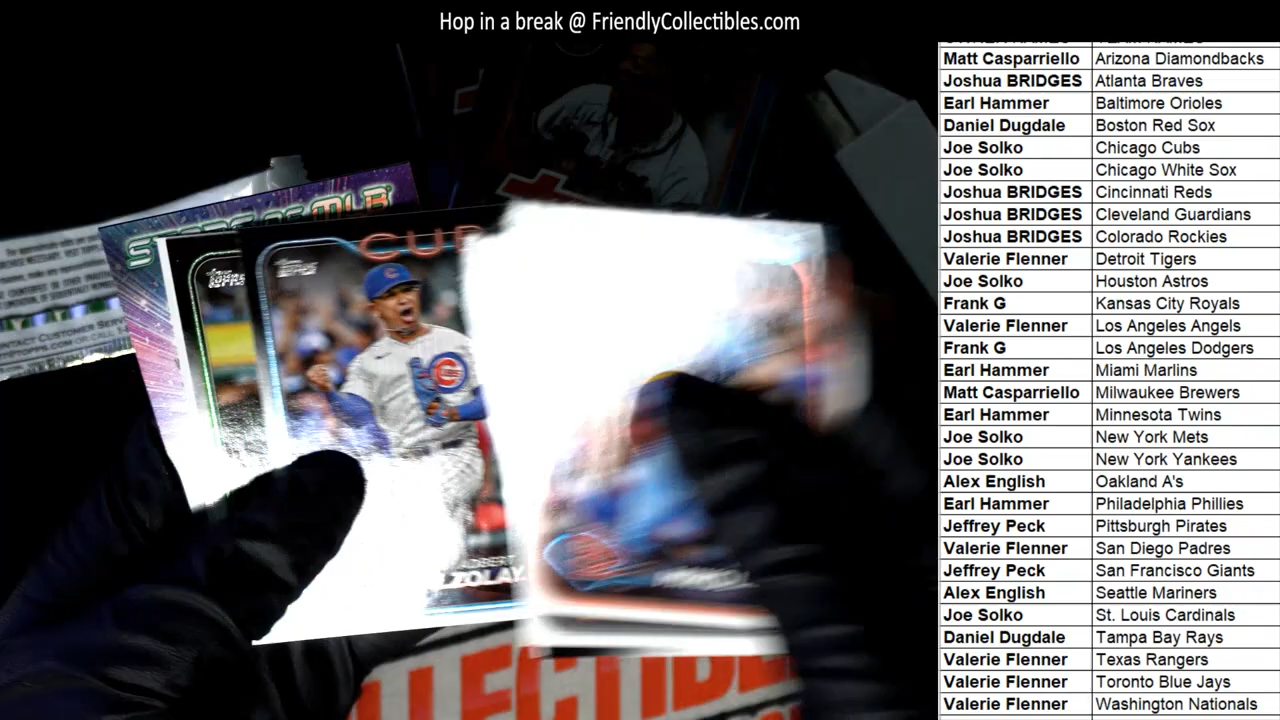 Hop in a break @ FriendlyCollectibles.com
Matt Casparriello Arizona Diamondbacks
Joshua BRIDGES Atlanta Braves
Earl Hammer Baltimore Orioles
Daniel Dugdale Boston Red Sox
Joe Solko Chicago Cubs
Joe Solko Chicago White Sox
Joshua BRIDGES Cincinnati Reds
Joshua BRIDGES Cleveland Guardians
Joshua BRIDGES Colorado Rockies
Valerie Flenner Detroit Tigers
Joe Solko Houston Astros
Frank G Kansas City Royals
Valerie Flenner Los Angeles Angels
Frank G Los Angeles Dodgers
Earl Hammer Miami Marlins
Matt Casparriello Milwaukee Brewers
Earl Hammer Minnesota Twins
Joe Solko New York Mets
Joe Solko New York Yankees
Alex English Oakland A's
Earl Hammer Philadelphia Phillies
Jeffrey Peck Pittsburgh Pirates
Valerie Flenner San Diego Padres
Jeffrey Peck San Francisco Giants
Alex English Seattle Mariners
Joe Solko St. Louis Cardinals
Daniel Dugdale Tampa Bay Rays
Valerie Flenner Texas Rangers
Valerie Flenner Toronto Blue Jays
Valerie Flenner Washington Nationals
STARS OF MLB
TOPPS
TOPPS
CUB
CUBS
LZOLAY
LLECTIBLE